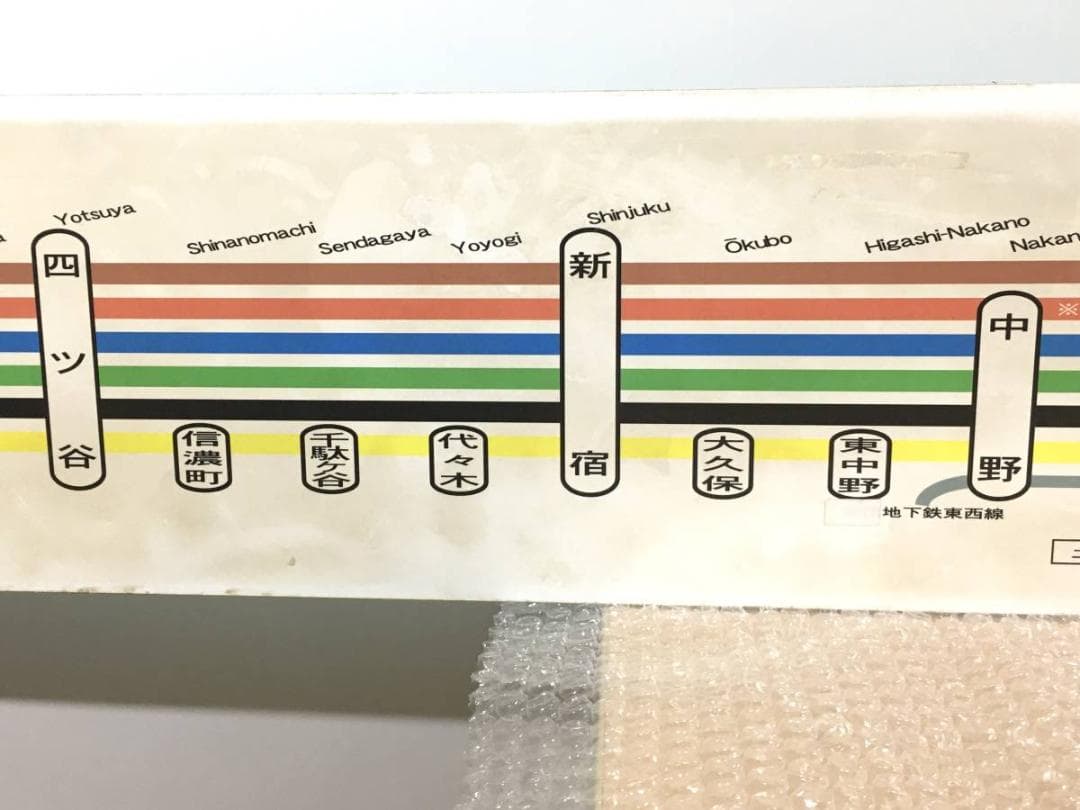 Yotsuya
Shinanomachi
Sendagaya
Yoyogi
Shinjuku
Ōkubo
Higashi-Nakano
四ツ谷
信濃町
千駄ヶ谷
代々木
新宿
大久保
東中野
中野
※
地下鉄東西線